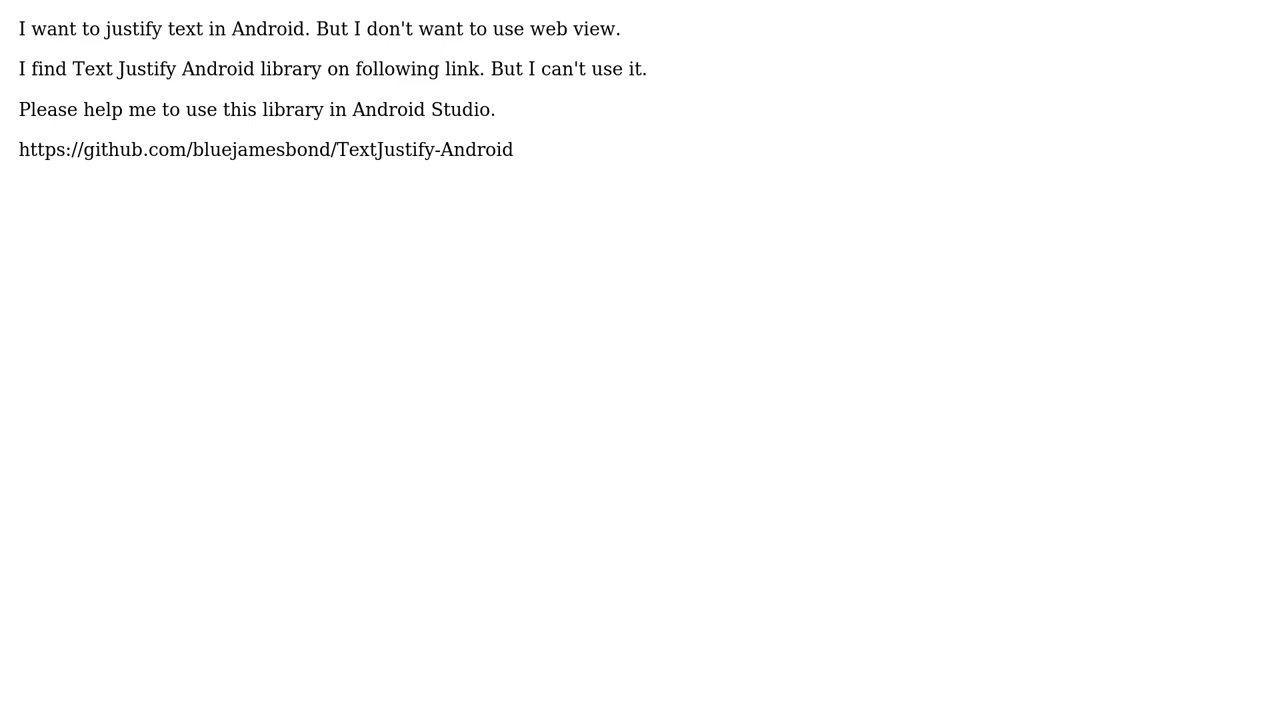 I want to justify text in Android. But I don't want to use web view.
I find Text Justify Android library on following link. But I can't use it.
Please help me to use this library in Android Studio.
https://github.com/bluejamesbond/TextJustify-Android